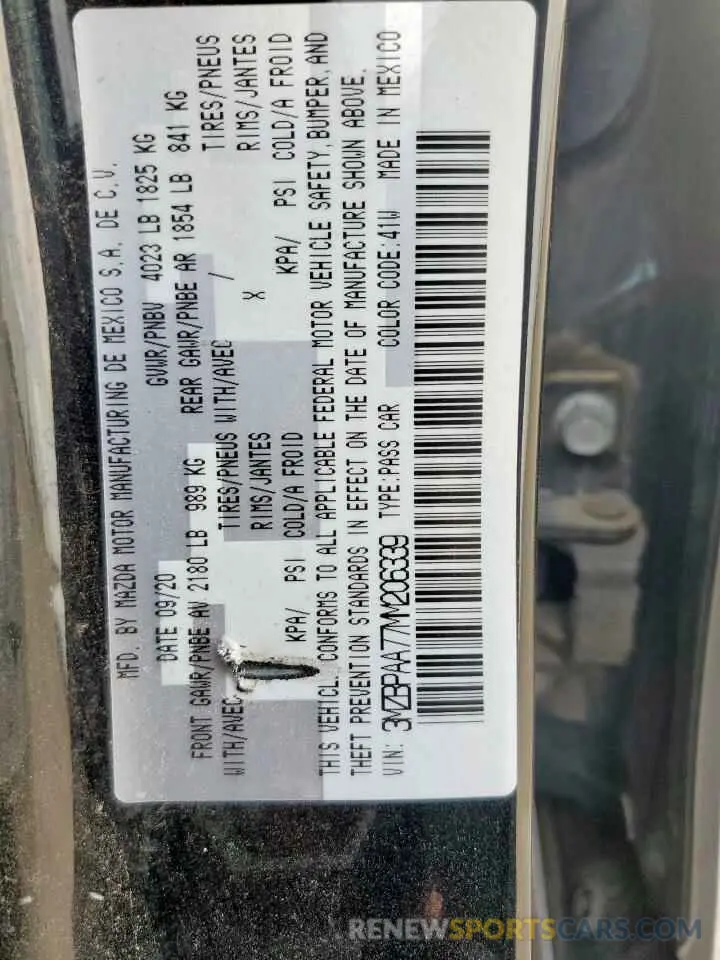 MFD. BY MAZDA MOTOR MANUFACTURING DE MEXICO S.A. DE C.V.
DATE 09/20 GVWR/PNBV 4023 LB 1825 KG
FRONT GAWR/PNBE AV 2180 LB 989 KG REAR GAWR/PNBE AR 1854 LB 841 KG
WITH/AVEC TIRES/PNEUS WITH/AVEC / TIRES/PNEUS
RIMS/JANTES X RIMS/JANTES
KPA/ PSI COLD/A FROID KPA/ PSI COLD/A FROID
THIS VEHICLE CONFORMS TO ALL APPLICABLE FEDERAL MOTOR VEHICLE SAFETY, BUMPER, AND
THEFT PREVENTION STANDARDS IN EFFECT ON THE DATE OF MANUFACTURE SHOWN ABOVE.
VIN: 3MZBPAA77MM206339 TYPE:PASS CAR COLOR CODE:41W MADE IN MEXICO
RENEWSPORTSCARS.COM